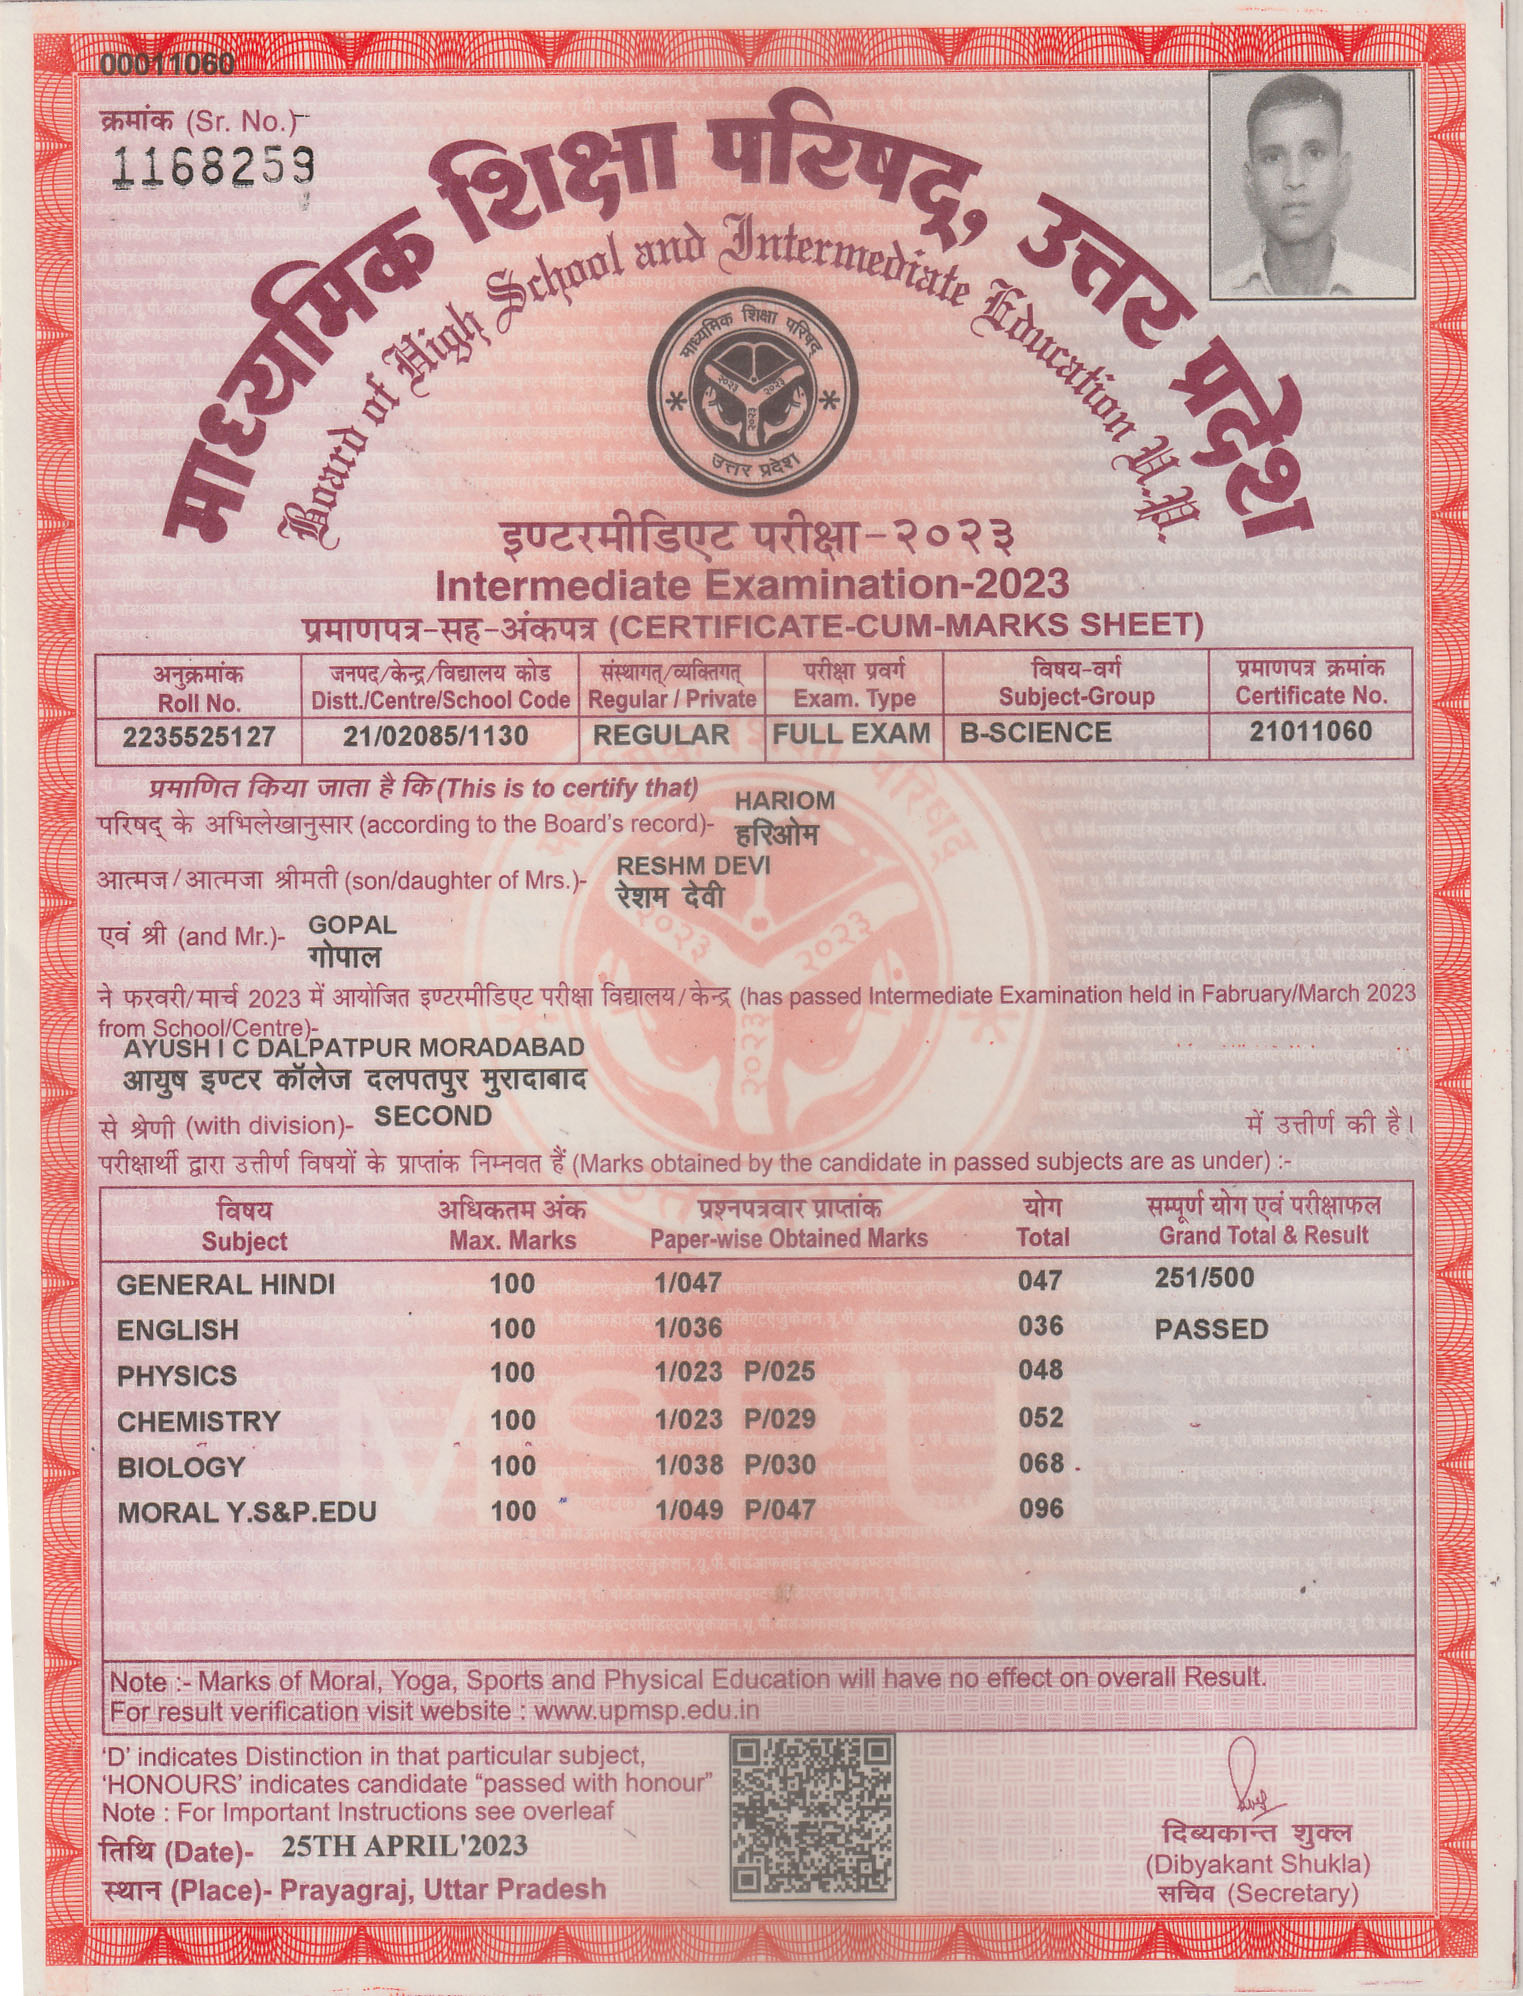 00011060
क्रमांक (Sr. No.)-
1168259
माध्यमिक शिक्षा परिषद्, उत्तर प्रदेश
Board of High School and Intermediate Education U.P.
माध्यमिक शिक्षा परिषद्
२०२३ २०२३
२०२३
उत्तर प्रदेश
इण्टरमीडिएट परीक्षा-२०२३
Intermediate Examination-2023
प्रमाणपत्र-सह-अंकपत्र (CERTIFICATE-CUM-MARKS SHEET)
अनुक्रमांक जनपद/केन्द्र/विद्यालय कोड संस्थागत्/व्यक्तिगत् परीक्षा प्रवर्ग विषय-वर्ग प्रमाणपत्र क्रमांक
Roll No. Distt./Centre/School Code Regular / Private Exam. Type Subject-Group Certificate No.
2235525127 21/02085/1130 REGULAR FULL EXAM B-SCIENCE 21011060
प्रमाणित किया जाता है कि (This is to certify that)
HARIOM
परिषद् के अभिलेखानुसार (according to the Board's record)-
हरिओम
RESHM DEVI
आत्मज/आत्मजा श्रीमती (son/daughter of Mrs.)-
रेशम देवी
GOPAL
एवं श्री (and Mr.)-
गोपाल
ने फरवरी/मार्च 2023 में आयोजित इण्टरमीडिएट परीक्षा विद्यालय/केन्द्र (has passed Intermediate Examination held in Fabruary/March 2023
from School/Centre)-
AYUSH I C DALPATPUR MORADABAD
आयुष इण्टर कॉलेज दलपतपुर मुरादाबाद
से श्रेणी (with division)- SECOND में उत्तीर्ण की है।
परीक्षार्थी द्वारा उत्तीर्ण विषयों के प्राप्तांक निम्नवत हैं (Marks obtained by the candidate in passed subjects are as under) :-
विषय अधिकतम अंक प्रश्नपत्रवार प्राप्तांक योग सम्पूर्ण योग एवं परीक्षाफल
Subject Max. Marks Paper-wise Obtained Marks Total Grand Total & Result
GENERAL HINDI 100 1/047 047 251/500
ENGLISH 100 1/036 036 PASSED
PHYSICS 100 1/023 P/025 048
CHEMISTRY 100 1/023 P/029 052
BIOLOGY 100 1/038 P/030 068
MORAL Y.S&P.EDU 100 1/049 P/047 096
Note :- Marks of Moral, Yoga, Sports and Physical Education will have no effect on overall Result.
For result verification visit website : www.upmsp.edu.in
'D' indicates Distinction in that particular subject,
'HONOURS' indicates candidate "passed with honour"
Note : For Important Instructions see overleaf
तिथि (Date)- 25TH APRIL'2023
स्थान (Place)- Prayagraj, Uttar Pradesh
दिब्यकान्त शुक्ल
(Dibyakant Shukla)
सचिव (Secretary)